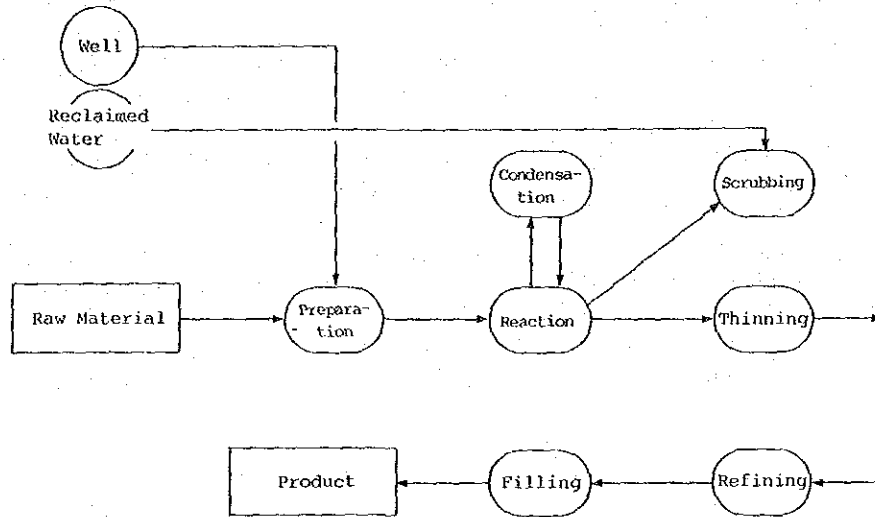 Well
Reclaimed
Water
Condensa-
tion
Scrubbing
Raw Material
Prepara-
tion
Reaction
Thinning
Product
Filling
Refining